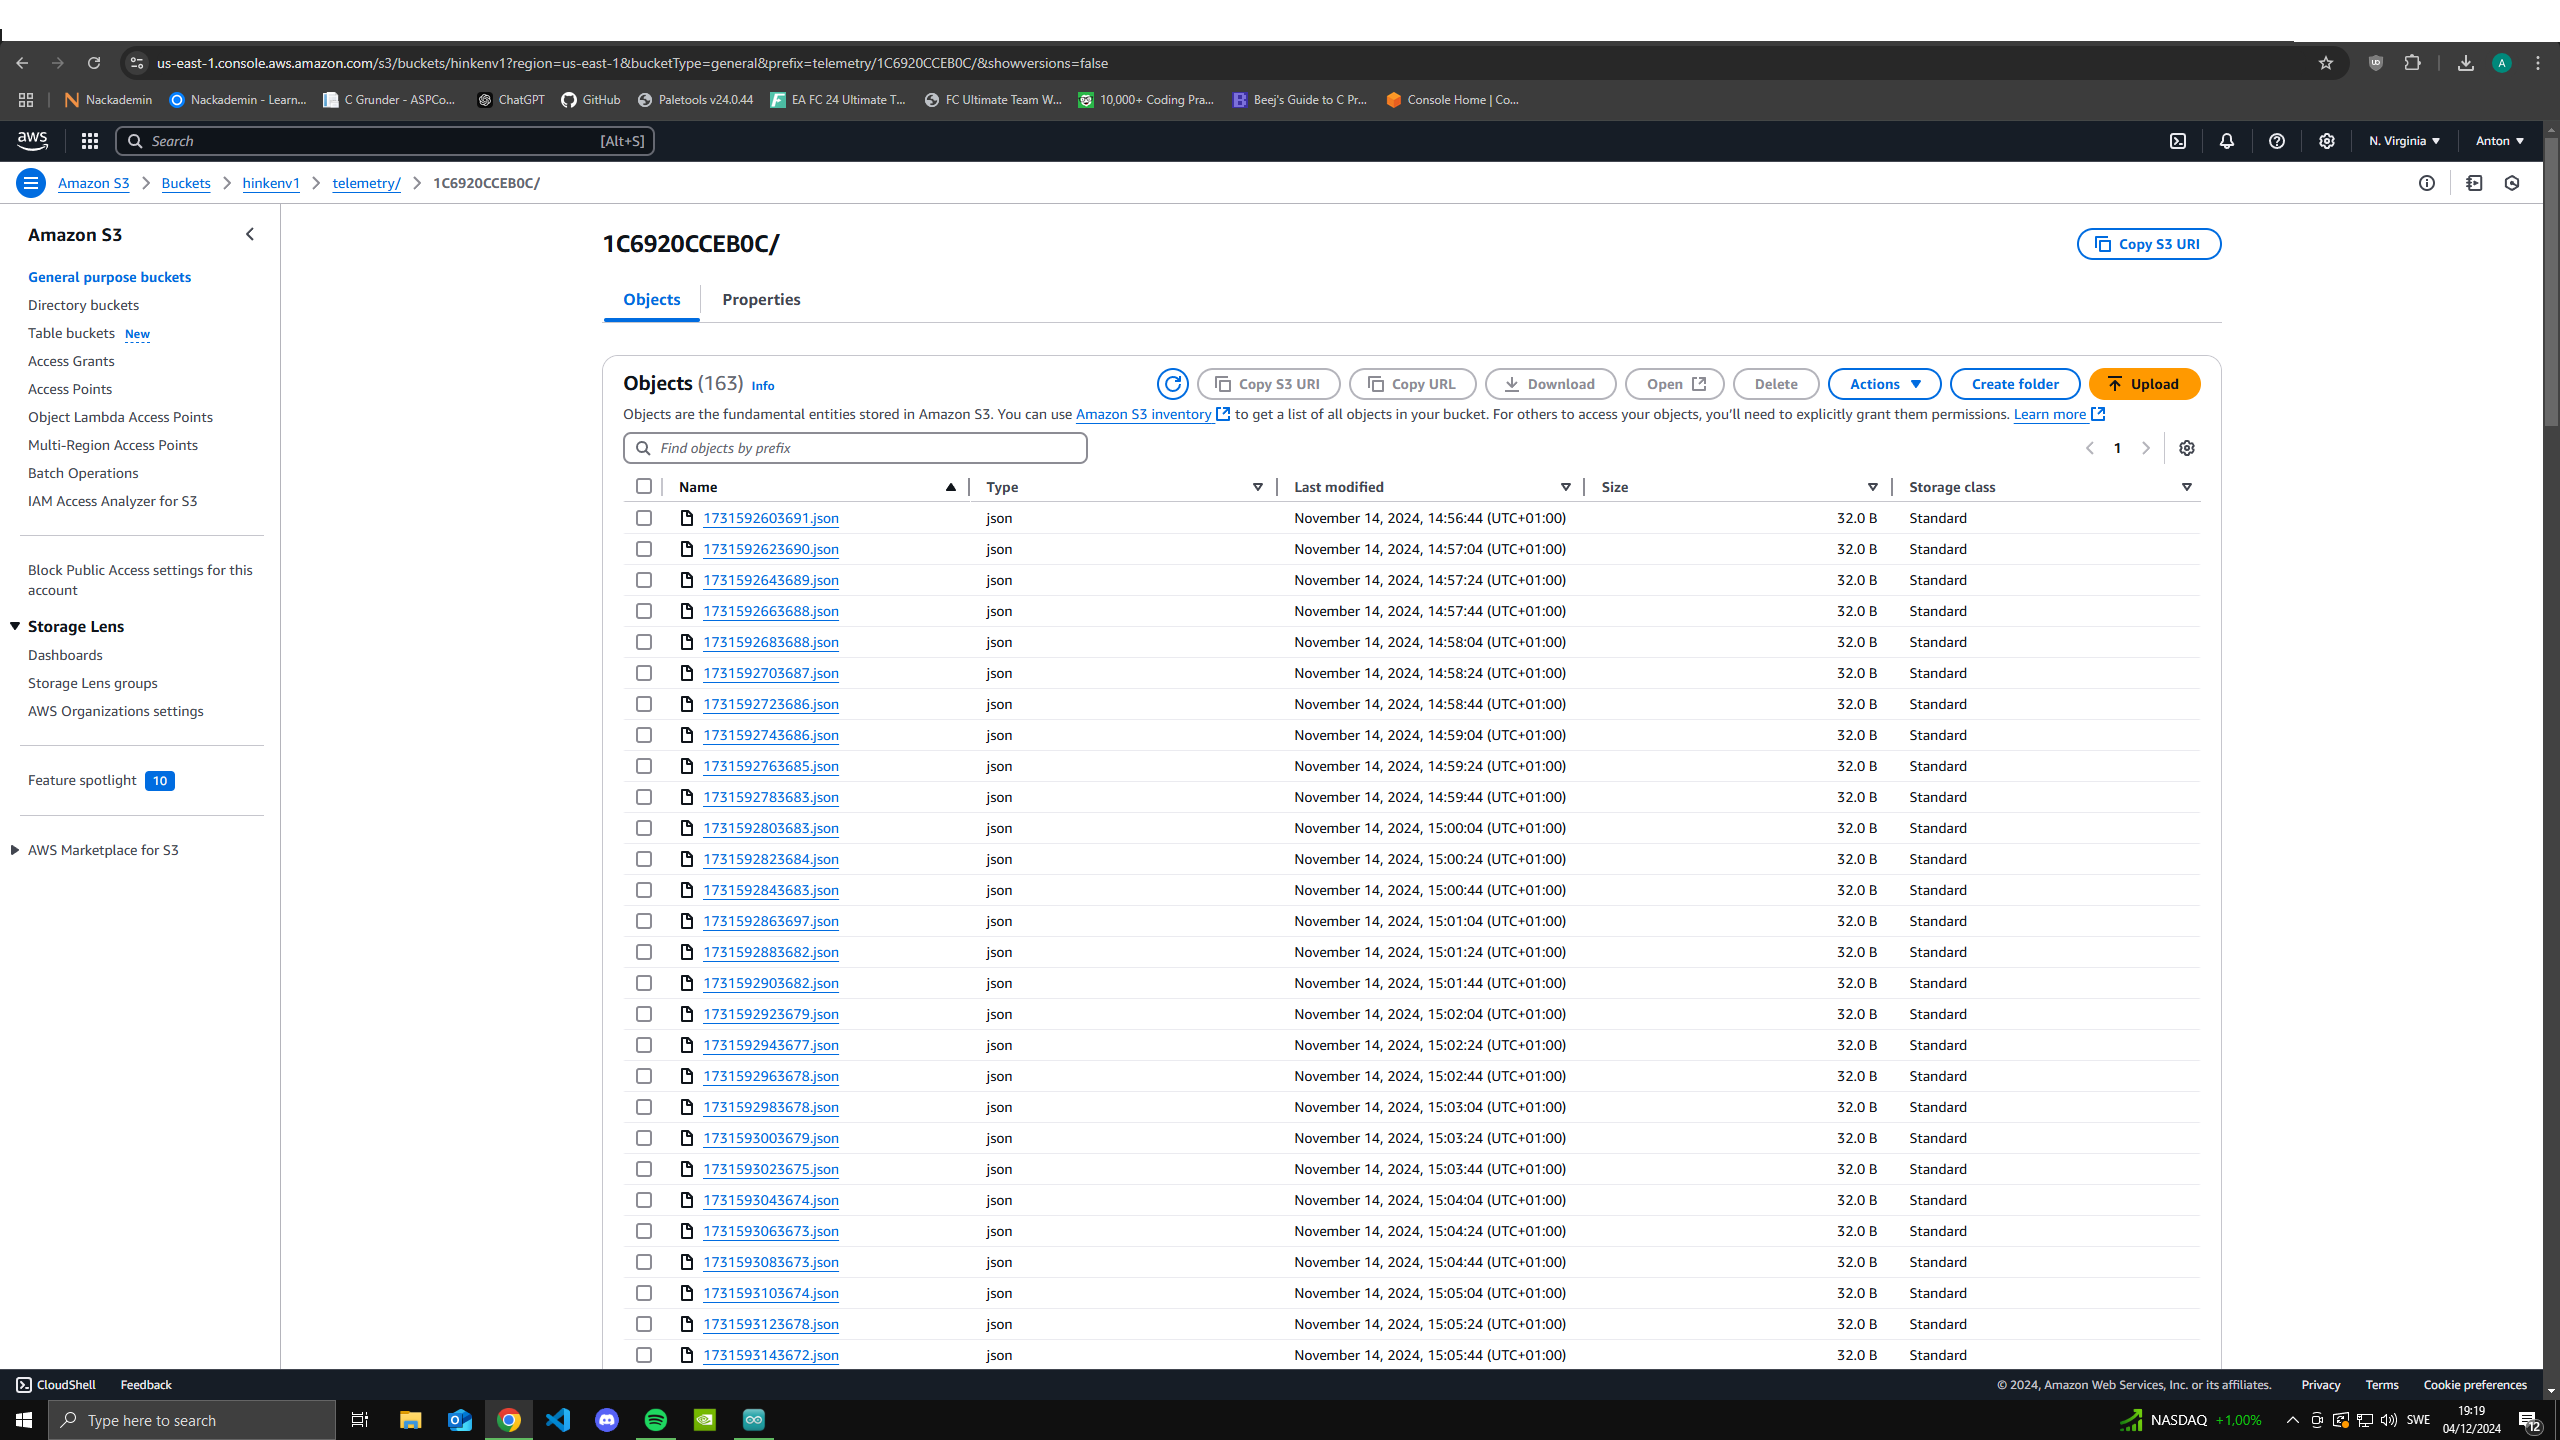 us-east-1.console.aws.amazon.com/s3/buckets/hinkenv1?region=us-east-1&bucketType=general&prefix=telemetry/1C6920CCEB0C/&showversions=false
A
Nackademin
Nackademin - Learn...
C Grunder - ASPCo...
ChatGPT
GitHub
Paletools v24.0.44
EA FC 24 Ultimate T...
FC Ultimate Team W...
10,000+ Coding Pra...
Beej's Guide to C Pr...
Console Home | Co...
aws
Search
[Alt+S]
N. Virginia
Anton
Amazon S3
Buckets
hinkenv1
telemetry/
1C6920CCEB0C/
Amazon S3
General purpose buckets
Directory buckets
Table buckets New
Access Grants
Access Points
Object Lambda Access Points
Multi-Region Access Points
Batch Operations
IAM Access Analyzer for S3
Block Public Access settings for this
account
Storage Lens
Dashboards
Storage Lens groups
AWS Organizations settings
Feature spotlight 10
AWS Marketplace for S3
1C6920CCEB0C/
Copy S3 URI
Objects
Properties
Objects (163) Info
Copy S3 URI
Copy URL
Download
Open
Delete
Actions
Create folder
Upload
Objects are the fundamental entities stored in Amazon S3. You can use Amazon S3 inventory to get a list of all objects in your bucket. For others to access your objects, you’ll need to explicitly grant them permissions. Learn more
Find objects by prefix
1
Name Type Last modified Size Storage class
1731592603691.json json November 14, 2024, 14:56:44 (UTC+01:00) 32.0 B Standard
1731592623690.json json November 14, 2024, 14:57:04 (UTC+01:00) 32.0 B Standard
1731592643689.json json November 14, 2024, 14:57:24 (UTC+01:00) 32.0 B Standard
1731592663688.json json November 14, 2024, 14:57:44 (UTC+01:00) 32.0 B Standard
1731592683688.json json November 14, 2024, 14:58:04 (UTC+01:00) 32.0 B Standard
1731592703687.json json November 14, 2024, 14:58:24 (UTC+01:00) 32.0 B Standard
1731592723686.json json November 14, 2024, 14:58:44 (UTC+01:00) 32.0 B Standard
1731592743686.json json November 14, 2024, 14:59:04 (UTC+01:00) 32.0 B Standard
1731592763685.json json November 14, 2024, 14:59:24 (UTC+01:00) 32.0 B Standard
1731592783683.json json November 14, 2024, 14:59:44 (UTC+01:00) 32.0 B Standard
1731592803683.json json November 14, 2024, 15:00:04 (UTC+01:00) 32.0 B Standard
1731592823684.json json November 14, 2024, 15:00:24 (UTC+01:00) 32.0 B Standard
1731592843683.json json November 14, 2024, 15:00:44 (UTC+01:00) 32.0 B Standard
1731592863697.json json November 14, 2024, 15:01:04 (UTC+01:00) 32.0 B Standard
1731592883682.json json November 14, 2024, 15:01:24 (UTC+01:00) 32.0 B Standard
1731592903682.json json November 14, 2024, 15:01:44 (UTC+01:00) 32.0 B Standard
1731592923679.json json November 14, 2024, 15:02:04 (UTC+01:00) 32.0 B Standard
1731592943677.json json November 14, 2024, 15:02:24 (UTC+01:00) 32.0 B Standard
1731592963678.json json November 14, 2024, 15:02:44 (UTC+01:00) 32.0 B Standard
1731592983678.json json November 14, 2024, 15:03:04 (UTC+01:00) 32.0 B Standard
1731593003679.json json November 14, 2024, 15:03:24 (UTC+01:00) 32.0 B Standard
1731593023675.json json November 14, 2024, 15:03:44 (UTC+01:00) 32.0 B Standard
1731593043674.json json November 14, 2024, 15:04:04 (UTC+01:00) 32.0 B Standard
1731593063673.json json November 14, 2024, 15:04:24 (UTC+01:00) 32.0 B Standard
1731593083673.json json November 14, 2024, 15:04:44 (UTC+01:00) 32.0 B Standard
1731593103674.json json November 14, 2024, 15:05:04 (UTC+01:00) 32.0 B Standard
1731593123678.json json November 14, 2024, 15:05:24 (UTC+01:00) 32.0 B Standard
1731593143672.json json November 14, 2024, 15:05:44 (UTC+01:00) 32.0 B Standard
CloudShell
Feedback
© 2024, Amazon Web Services, Inc. or its affiliates.
Privacy
Terms
Cookie preferences
Type here to search
NASDAQ +1,00%
SWE
19:19
04/12/2024
12